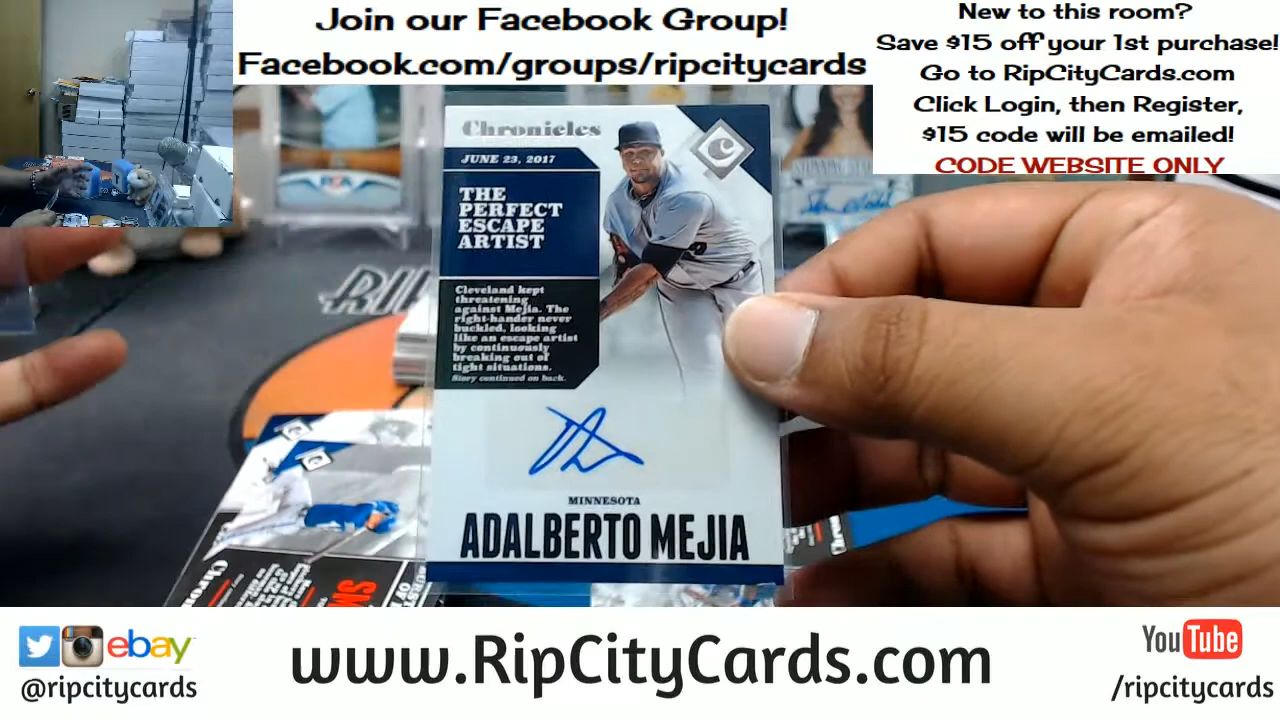 Join our Facebook Group!
Facebook.com/groups/ripcitycards
New to this room?
Save $15 off your 1st purchase!
Go to RipCityCards.com
Click Login, then Register,
$15 code will be emailed!
CODE WEBSITE ONLY
Chronicles
JUNE 23, 2017
THE
PERFECT
ESCAPE
ARTIST
Cleveland kept
threatening
against Mejia. The
right-hander never
buckled, looking
like an escape artist
by continuously
breaking out of
tight situations.
Story continued on back.
MINNESOTA
ADALBERTO MEJIA
ebay
@ripcitycards
www.RipCityCards.com
YouTube
/ripcitycards